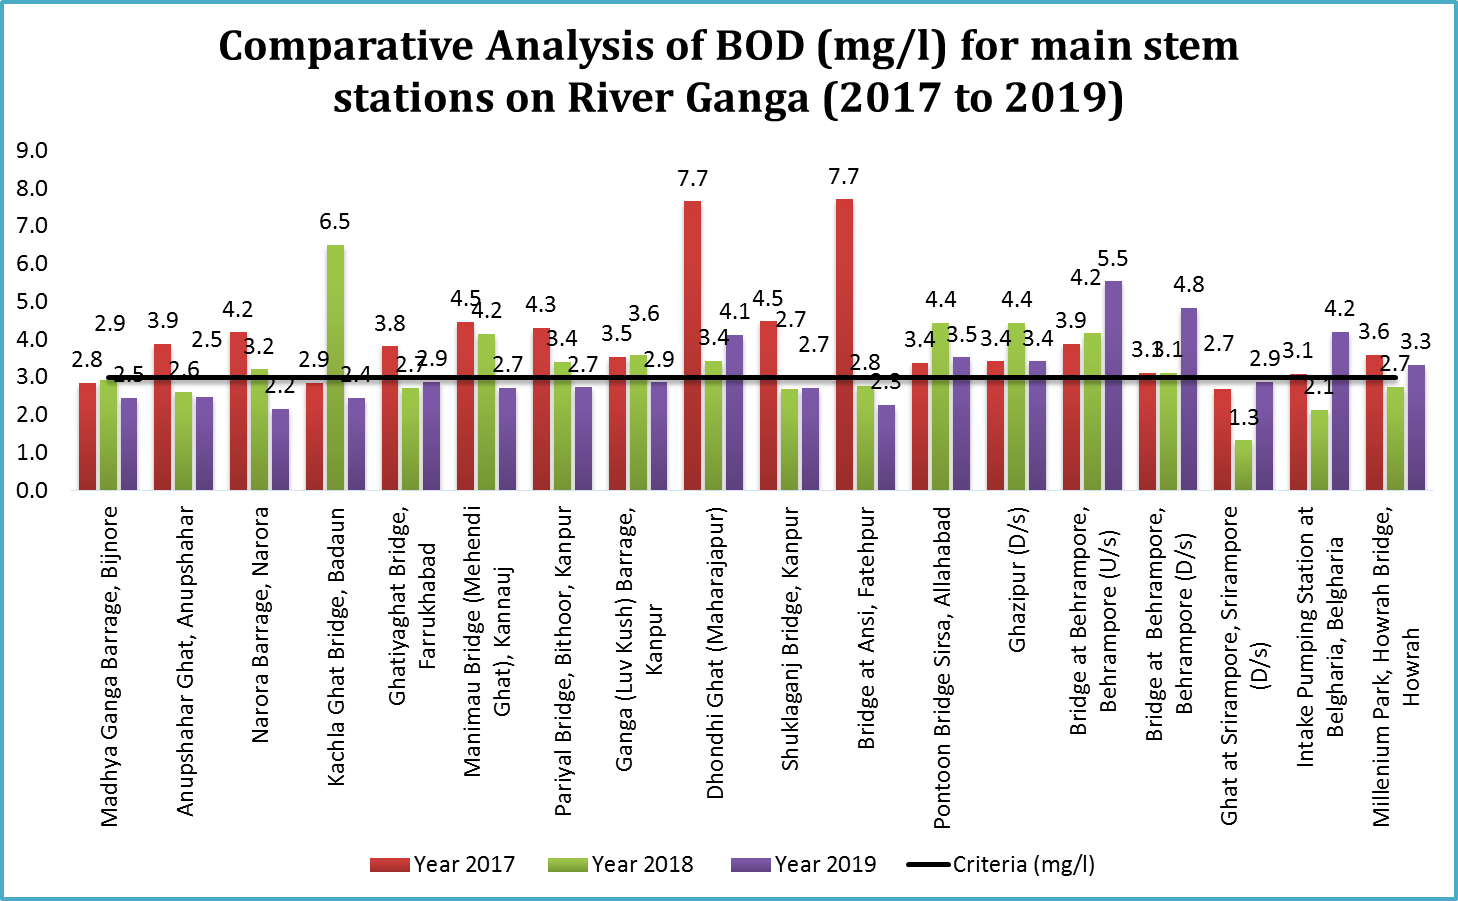 Comparative Analysis of BOD (mg/l) for main stem
stations on River Ganga (2017 to 2019)
9.0
8.0
7.0
6.0
5.0
4.0
3.0
2.0
1.0
0.0
2.8
2.9
2.5
3.9
2.6
2.5
4.2
3.2
2.2
2.9
6.5
2.4
3.8
2.7
2.9
4.5
4.2
2.7
4.3
3.4
2.7
3.5
3.6
2.9
7.7
3.4
4.1
4.5
2.7
2.7
7.7
2.8
2.3
3.4
4.4
3.5
3.4
4.4
3.4
3.9
4.2
5.5
3.1
3.1
4.8
2.7
1.3
2.9
3.1
2.1
4.2
3.6
2.7
3.3
Madhya Ganga Barrage, Bijnore
Anupshahar Ghat, Anupshahar
Narora Barrage, Narora
Kachla Ghat Bridge, Badaun
Ghatiyaghat Bridge,
Farrukhabad
Manimau Bridge (Mehendi
Ghat), Kannauj
Pariyal Bridge, Bithoor, Kanpur
Ganga (Luv Kush) Barrage,
Kanpur
Dhondhi Ghat (Maharajapur)
Shuklaganj Bridge, Kanpur
Bridge at Ansi, Fatehpur
Pontoon Bridge Sirsa, Allahabad
Ghazipur (D/s)
Bridge at Behrampore,
Behrampore (U/s)
Bridge at Behrampore,
Behrampore (D/s)
Ghat at Srirampore, Srirampore
(D/s)
Intake Pumping Station at
Belgharia, Belgharia
Millenium Park, Howrah Bridge,
Howrah
Year 2017
Year 2018
Year 2019
Criteria (mg/l)